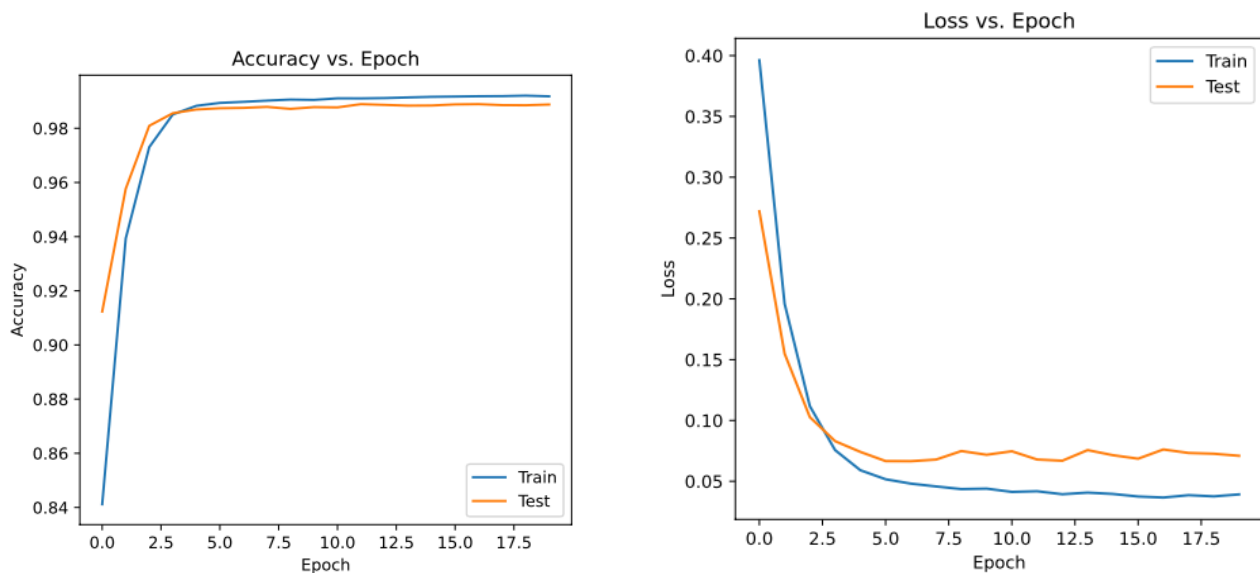 Accuracy vs. Epoch
Accuracy
0.98
0.96
0.94
0.92
0.90
0.88
0.86
0.84
Train
Test
0.0 2.5 5.0 7.5 10.0 12.5 15.0 17.5
Epoch
Loss vs. Epoch
Loss
0.40
0.35
0.30
0.25
0.20
0.15
0.10
0.05
Train
Test
0.0 2.5 5.0 7.5 10.0 12.5 15.0 17.5
Epoch